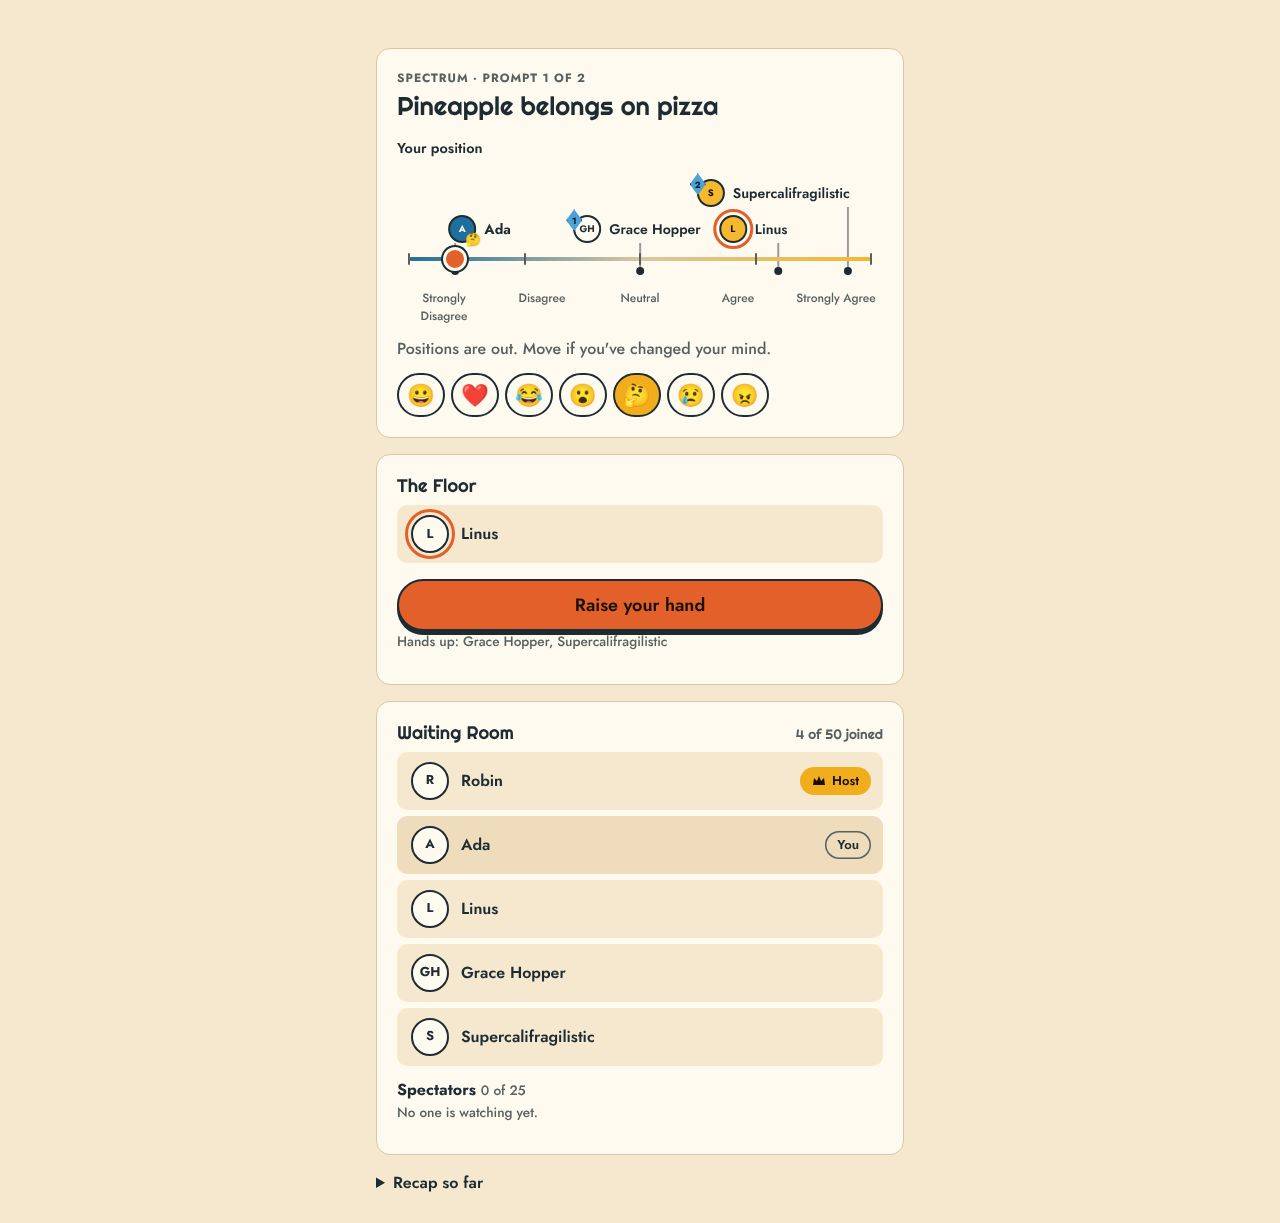 SPECTRUM · PROMPT 1 OF 2
Pineapple belongs on pizza
Your position
2 S Supercalifragilistic
A Ada 1 GH Grace Hopper L Linus
Strongly Disagree Disagree Neutral Agree Strongly Agree
Positions are out. Move if you've changed your mind.
The Floor
L Linus
Raise your hand
Hands up: Grace Hopper, Supercalifragilistic
Waiting Room 4 of 50 joined
R Robin Host
A Ada You
L Linus
GH Grace Hopper
S Supercalifragilistic
Spectators 0 of 25
No one is watching yet.
Recap so far